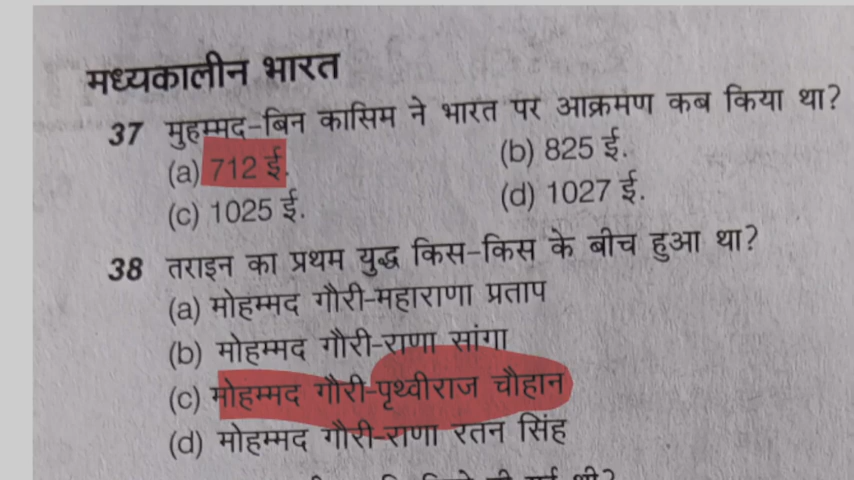 मध्यकालीन भारत
37 मुहम्मद-बिन कासिम ने भारत पर आक्रमण कब किया था?
(a) 712 ई. (b) 825 ई.
(c) 1025 ई. (d) 1027 ई.
38 तराइन का प्रथम युद्ध किस-किस के बीच हुआ था?
(a) मोहम्मद गौरी-महाराणा प्रताप
(b) मोहम्मद गौरी-राणा सांगा
(c) मोहम्मद गौरी-पृथ्वीराज चौहान
(d) मोहम्मद गौरी-राणा रतन सिंह